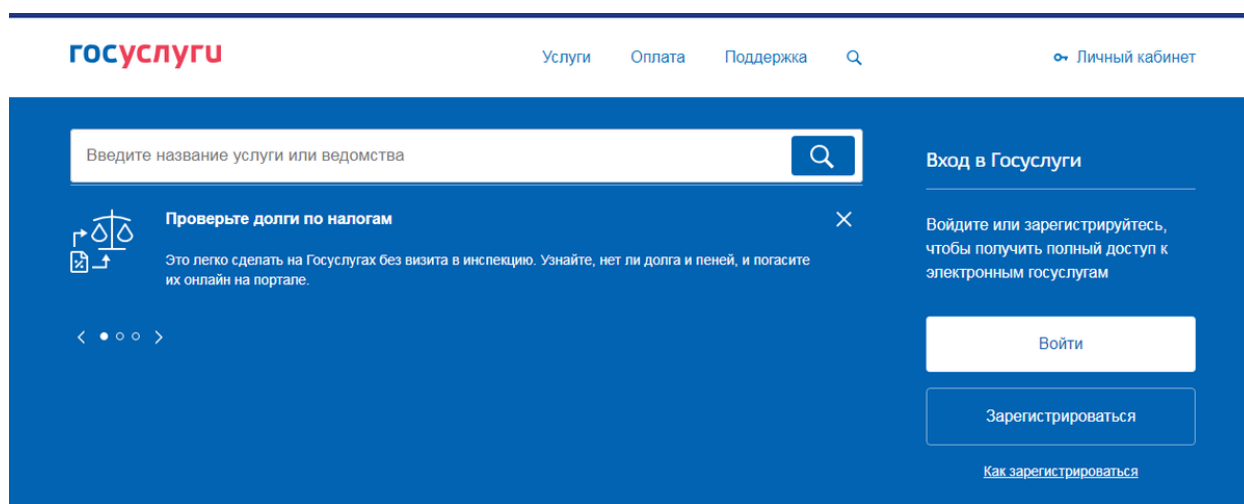 госуслуги
Услуги Оплата Поддержка
Личный кабинет
Введите название услуги или ведомства
Проверьте долги по налогам
Это легко сделать на Госуслугах без визита в инспекцию. Узнайте, нет ли долга и пеней, и погасите
их онлайн на портале.
Вход в Госуслуги
Войдите или зарегистрируйтесь,
чтобы получить полный доступ к
электронным госуслугам
Войти
Зарегистрироваться
Как зарегистрироваться